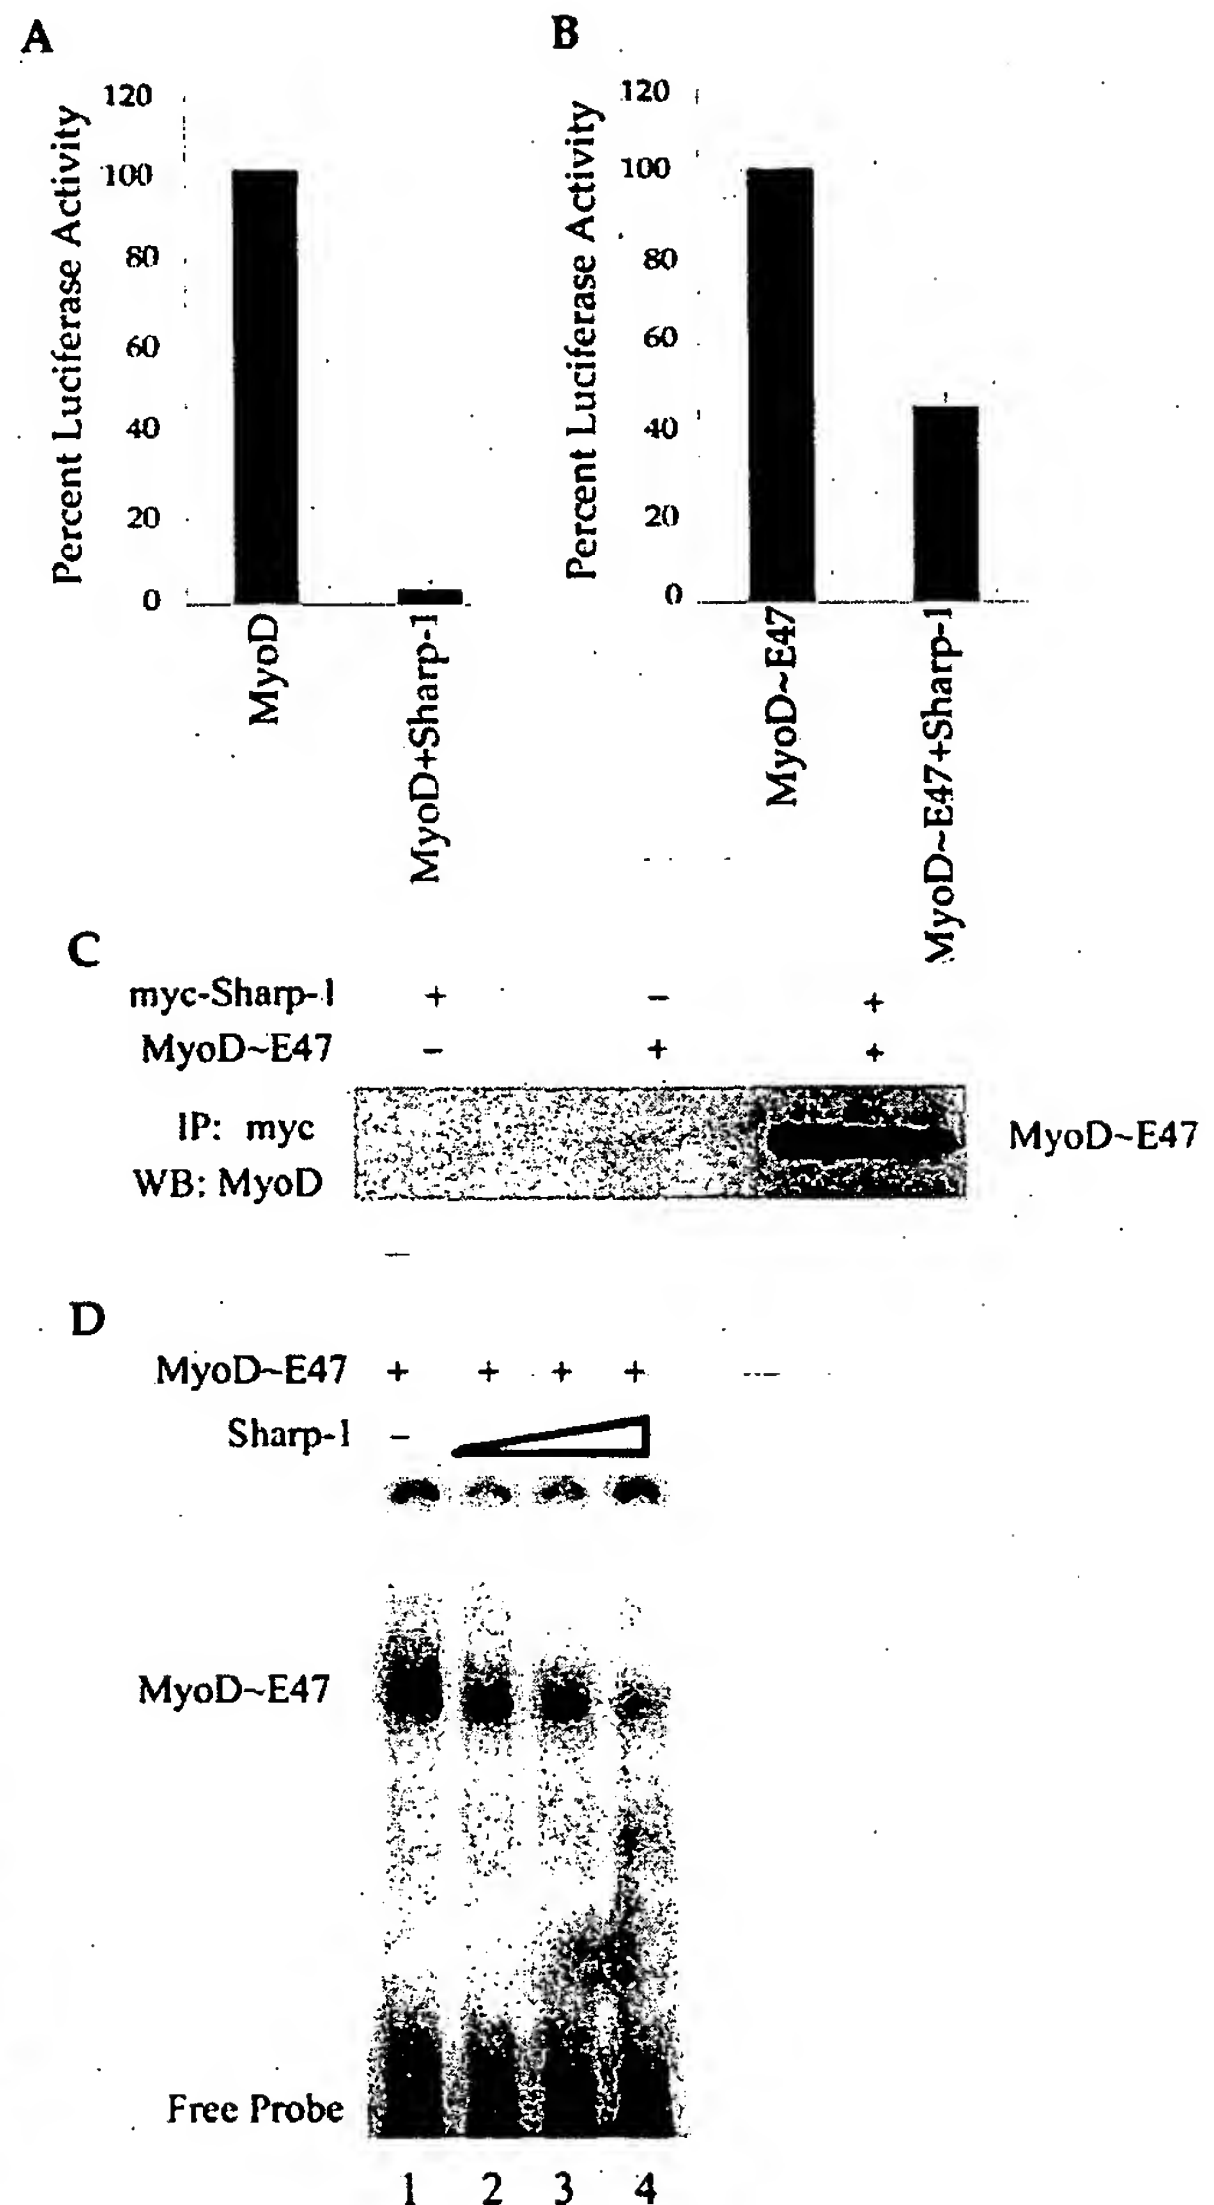 A
Percent Luciferase Activity
120
100
80
60
40
20
0
MyoD
MyoD+Sharp-1
B
Percent Luciferase Activity
120
100
80
60
40
20
0
MyoD~E47
MyoD~E47+Sharp-1
C
myc-Sharp-1 + − +
MyoD~E47 − + +
IP: myc
WB: MyoD
MyoD~E47
D
MyoD~E47 + + + +
Sharp-1 −
MyoD~E47
Free Probe
1 2 3 4